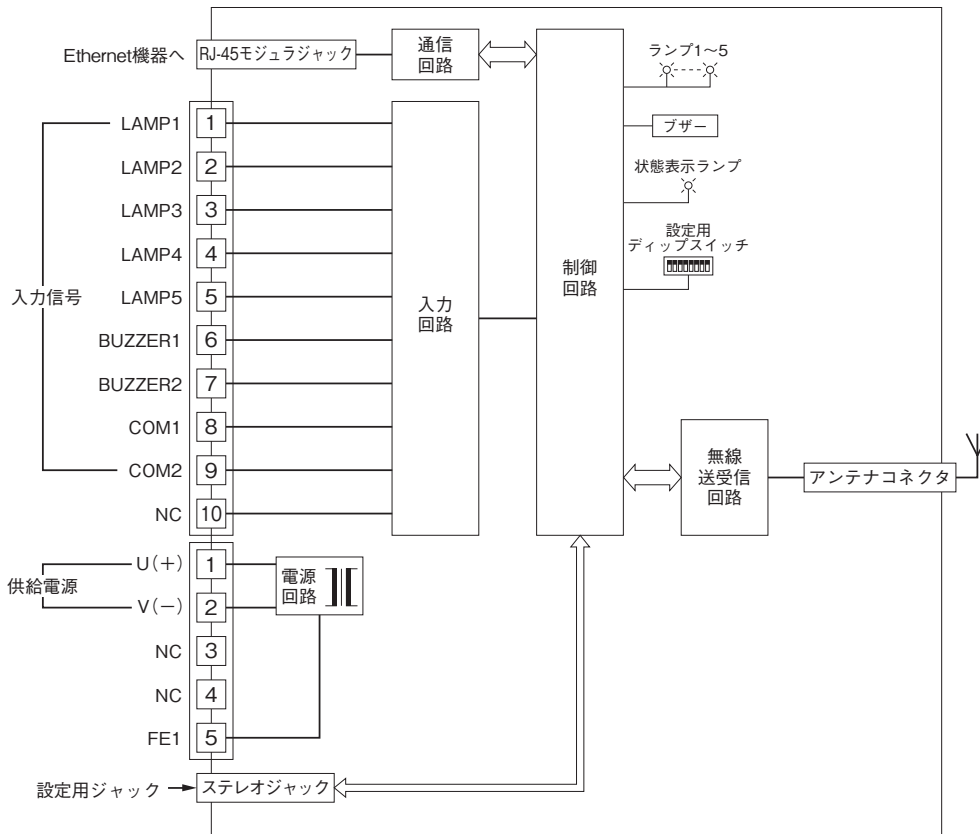 Ethernet機器へ
RJ-45モジュラジャック
通信
回路
ランプ1～5
ブザー
状態表示ランプ
設定用
ディップスイッチ
制御
回路
入力信号
LAMP1
1
LAMP2
2
LAMP3
3
LAMP4
4
LAMP5
5
BUZZER1
6
BUZZER2
7
COM1
8
COM2
9
NC
10
入力
回路
無線
送受信
回路
アンテナコネクタ
供給電源
U(+)
1
V(－)
2
NC
3
NC
4
FE1
5
電源
回路
設定用ジャック
ステレオジャック